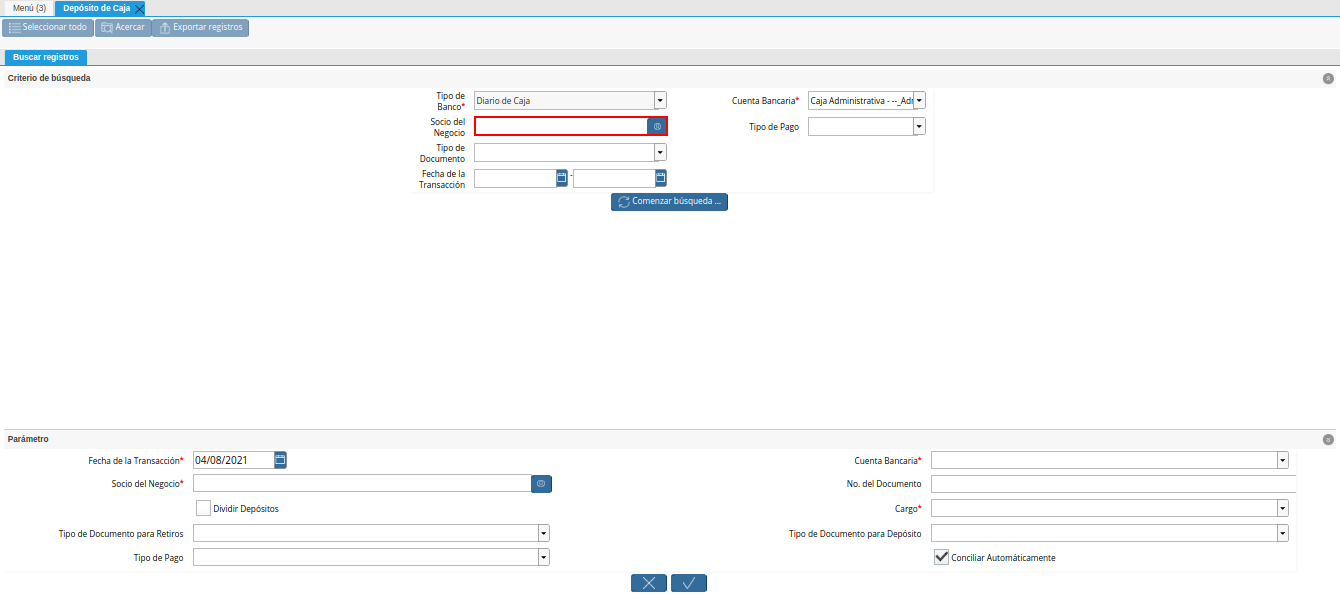 Menú (3) Depósito de Caja
Seleccionar todo Acercar Exportar registros
Buscar registros
Criterio de búsqueda
Tipo de Banco* Diario de Caja Cuenta Bancaria* Caja Administrativa - --_Adr
Socio del Negocio Tipo de Pago
Tipo de Documento
Fecha de la Transacción -
Comenzar búsqueda ...
Parámetro
Fecha de la Transacción* 04/08/2021 Cuenta Bancaria*
Socio del Negocio* No. del Documento
Dividir Depósitos Cargo*
Tipo de Documento para Retiros Tipo de Documento para Depósito
Tipo de Pago Conciliar Automáticamente